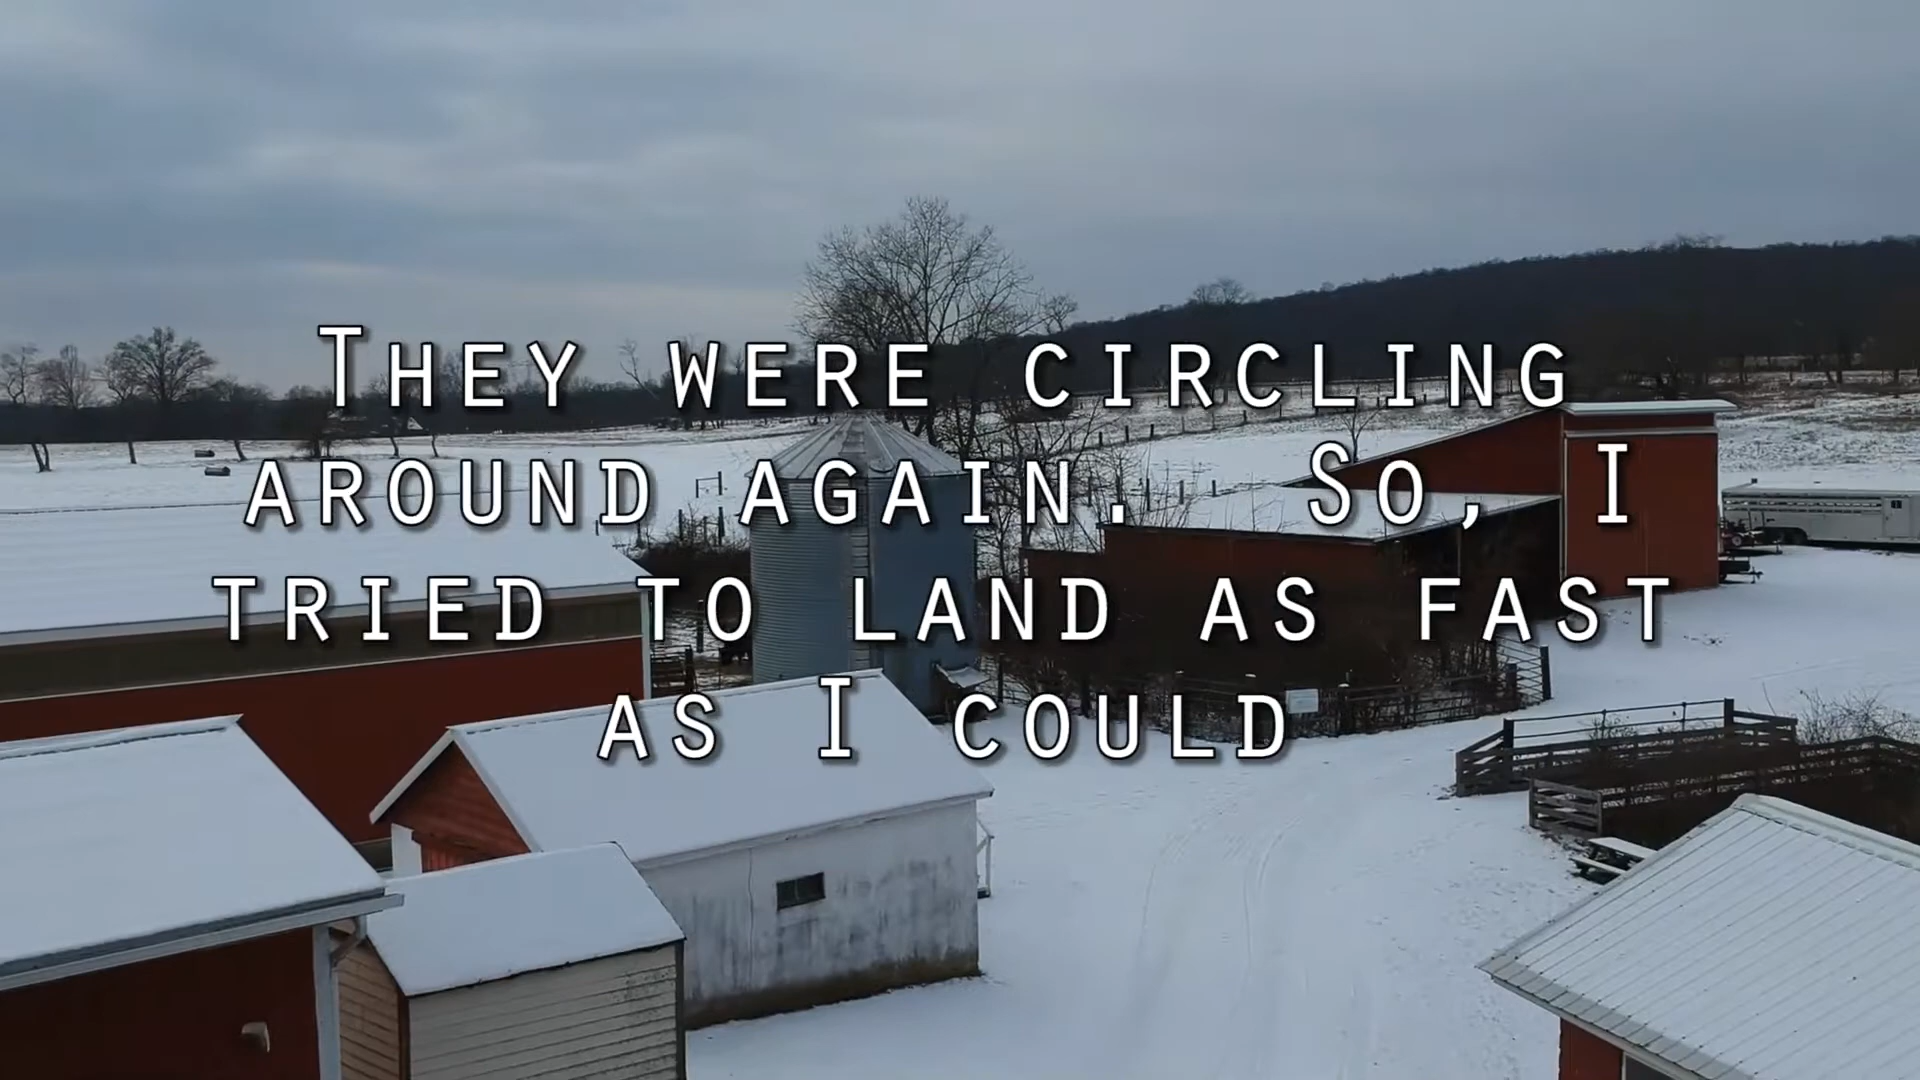 They were circling
around again. So, I
tried to land as fast
as I could